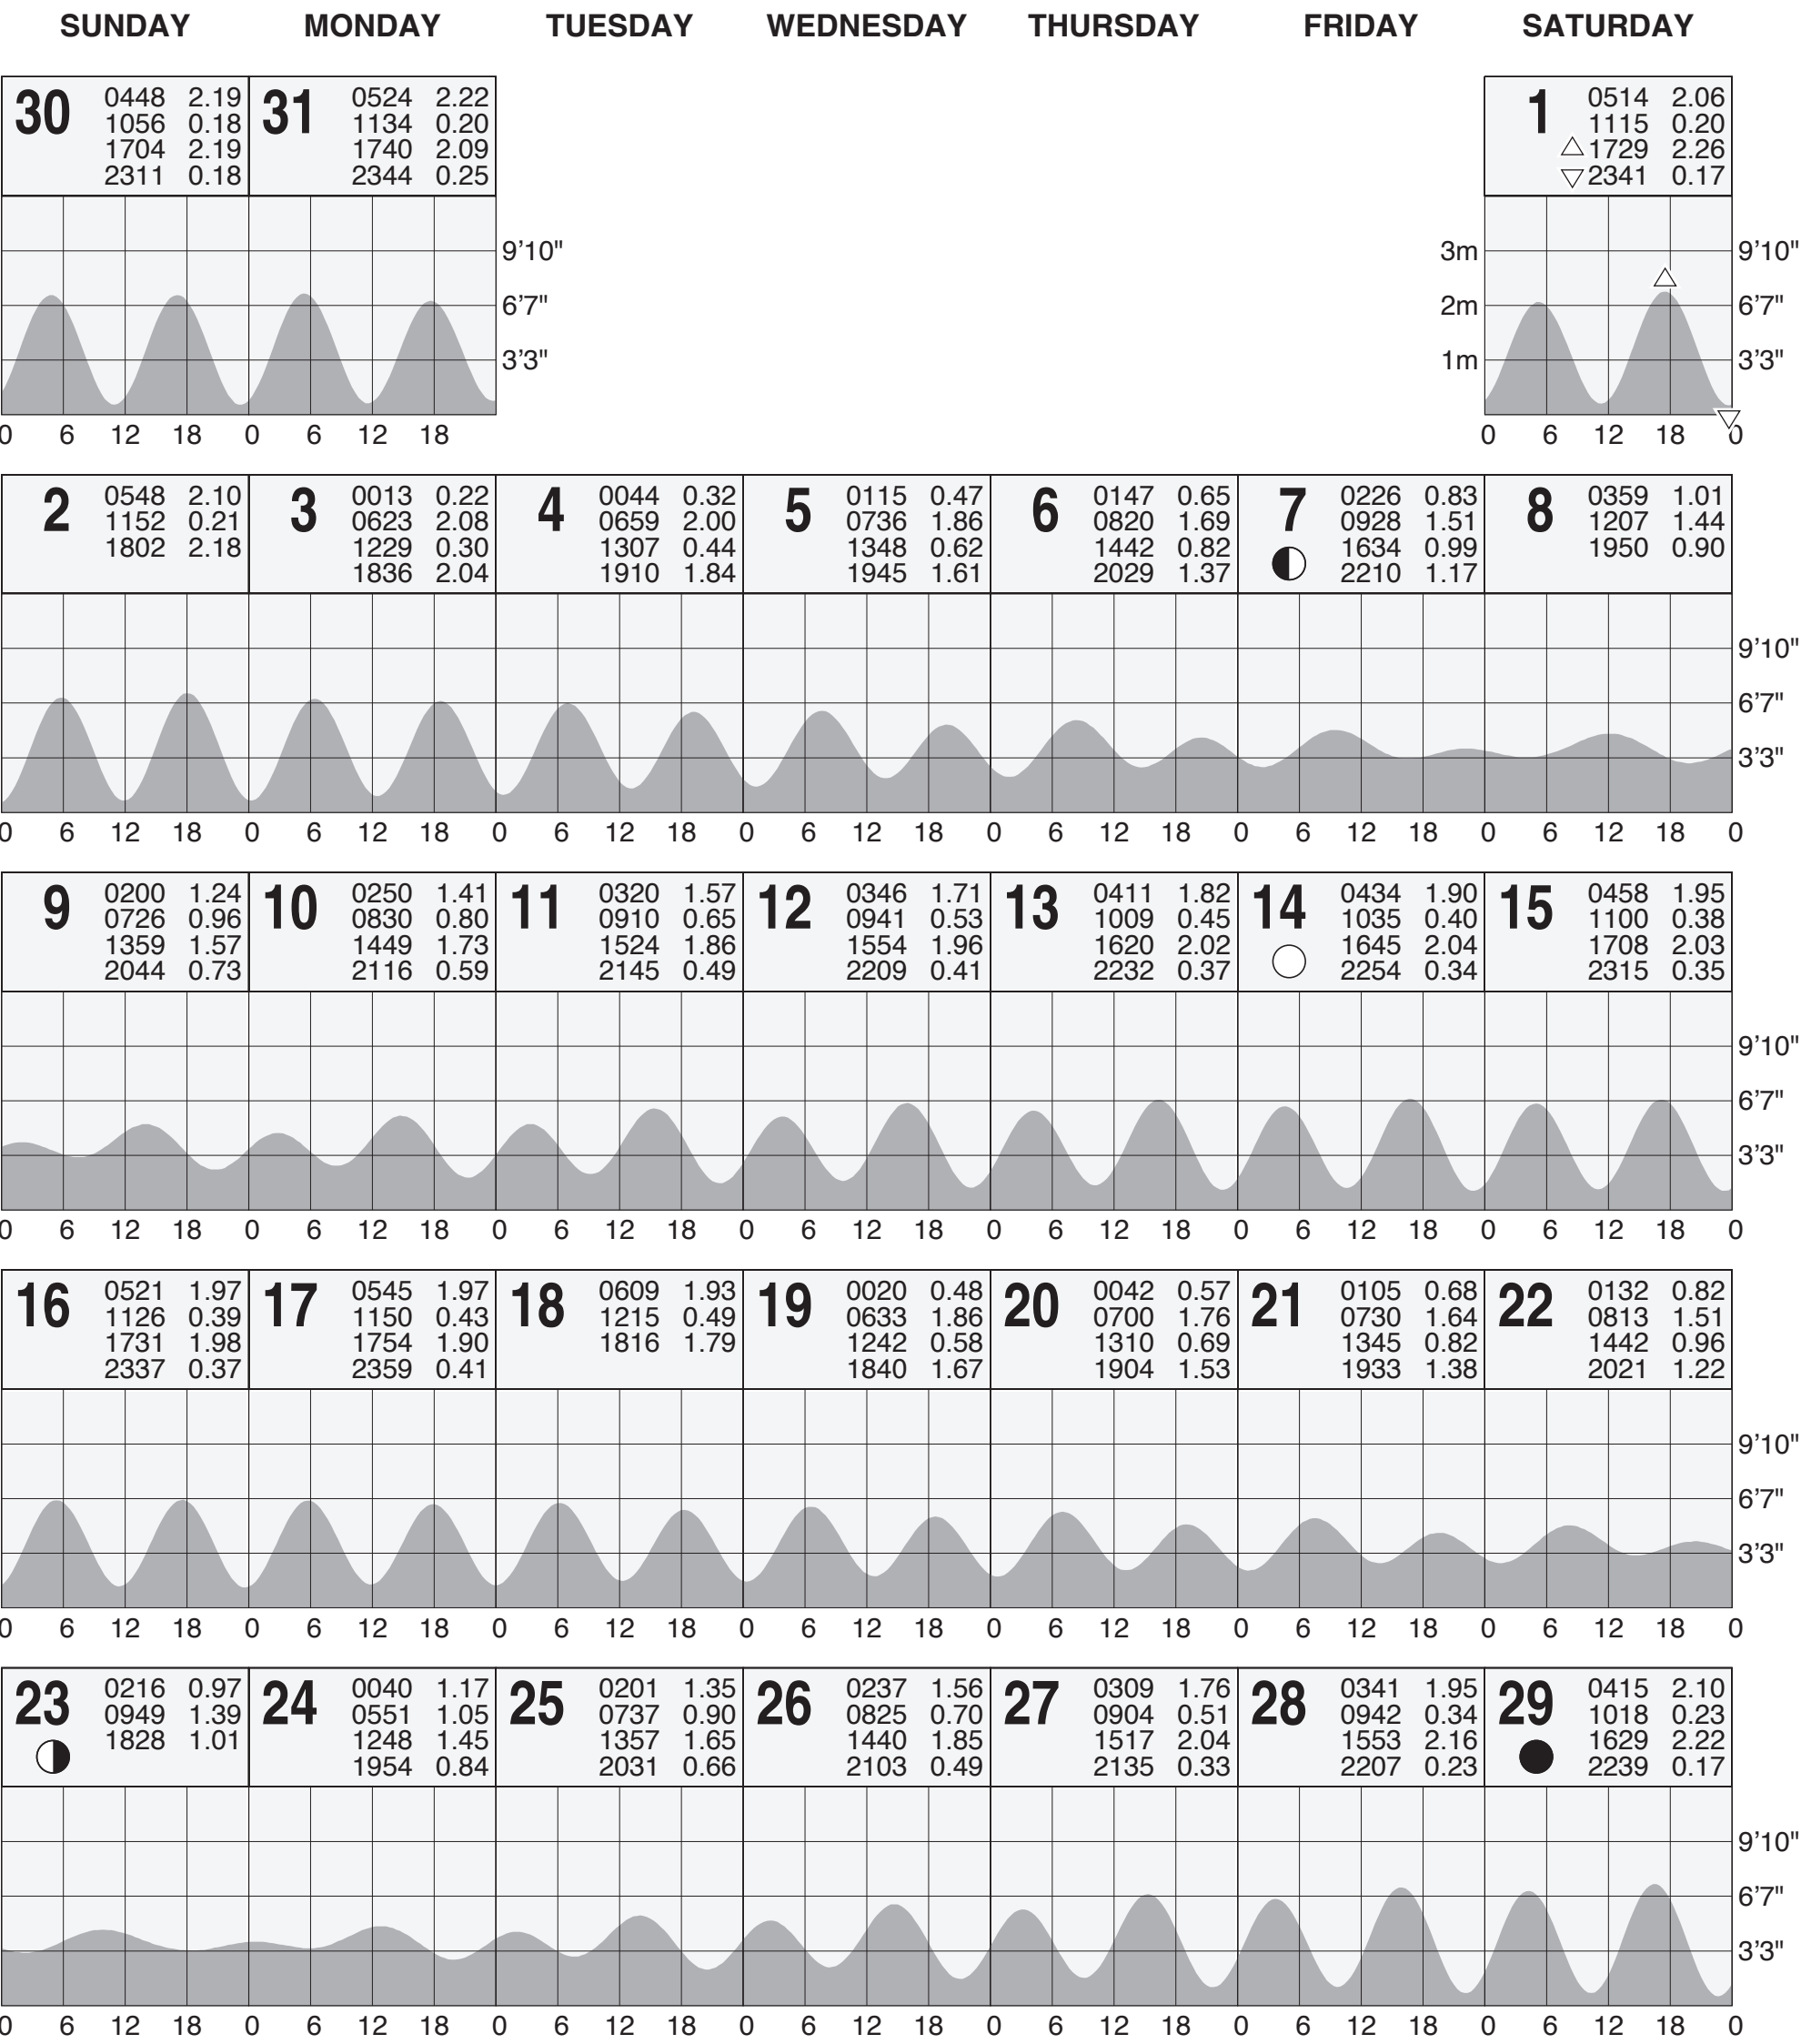 SUNDAY MONDAY TUESDAY WEDNESDAY THURSDAY FRIDAY SATURDAY
30 0448 2.19 31 0524 2.22 1 0514 2.06
1056 0.18 1134 0.20 1115 0.20
1704 2.19 1740 2.09 1729 2.26
2311 0.18 2344 0.25 2341 0.17
9'10" 3m 9'10"
6'7" 2m 6'7"
3'3" 1m 3'3"
0 6 12 18 0 6 12 18 0 6 12 18 0
2 0548 2.10 3 0013 0.22 4 0044 0.32 5 0115 0.47 6 0147 0.65 7 0226 0.83 8 0359 1.01
1152 0.21 0623 2.08 0659 2.00 0736 1.86 0820 1.69 0928 1.51 1207 1.44
1802 2.18 1229 0.30 1307 0.44 1348 0.62 1442 0.82 1634 0.99 1950 0.90
1836 2.04 1910 1.84 1945 1.61 2029 1.37 2210 1.17
9'10"
6'7"
3'3"
0 6 12 18 0 6 12 18 0 6 12 18 0 6 12 18 0 6 12 18 0 6 12 18 0 6 12 18 0
9 0200 1.24 10 0250 1.41 11 0320 1.57 12 0346 1.71 13 0411 1.82 14 0434 1.90 15 0458 1.95
0726 0.96 0830 0.80 0910 0.65 0941 0.53 1009 0.45 1035 0.40 1100 0.38
1359 1.57 1449 1.73 1524 1.86 1554 1.96 1620 2.02 1645 2.04 1708 2.03
2044 0.73 2116 0.59 2145 0.49 2209 0.41 2232 0.37 2254 0.34 2315 0.35
9'10"
6'7"
3'3"
0 6 12 18 0 6 12 18 0 6 12 18 0 6 12 18 0 6 12 18 0 6 12 18 0 6 12 18 0
16 0521 1.97 17 0545 1.97 18 0609 1.93 19 0020 0.48 20 0042 0.57 21 0105 0.68 22 0132 0.82
1126 0.39 1150 0.43 1215 0.49 0633 1.86 0700 1.76 0730 1.64 0813 1.51
1731 1.98 1754 1.90 1816 1.79 1242 0.58 1310 0.69 1345 0.82 1442 0.96
2337 0.37 2359 0.41 1840 1.67 1904 1.53 1933 1.38 2021 1.22
9'10"
6'7"
3'3"
0 6 12 18 0 6 12 18 0 6 12 18 0 6 12 18 0 6 12 18 0 6 12 18 0 6 12 18 0
23 0216 0.97 24 0040 1.17 25 0201 1.35 26 0237 1.56 27 0309 1.76 28 0341 1.95 29 0415 2.10
0949 1.39 0551 1.05 0737 0.90 0825 0.70 0904 0.51 0942 0.34 1018 0.23
1828 1.01 1248 1.45 1357 1.65 1440 1.85 1517 2.04 1553 2.16 1629 2.22
1954 0.84 2031 0.66 2103 0.49 2135 0.33 2207 0.23 2239 0.17
9'10"
6'7"
3'3"
0 6 12 18 0 6 12 18 0 6 12 18 0 6 12 18 0 6 12 18 0 6 12 18 0 6 12 18 0